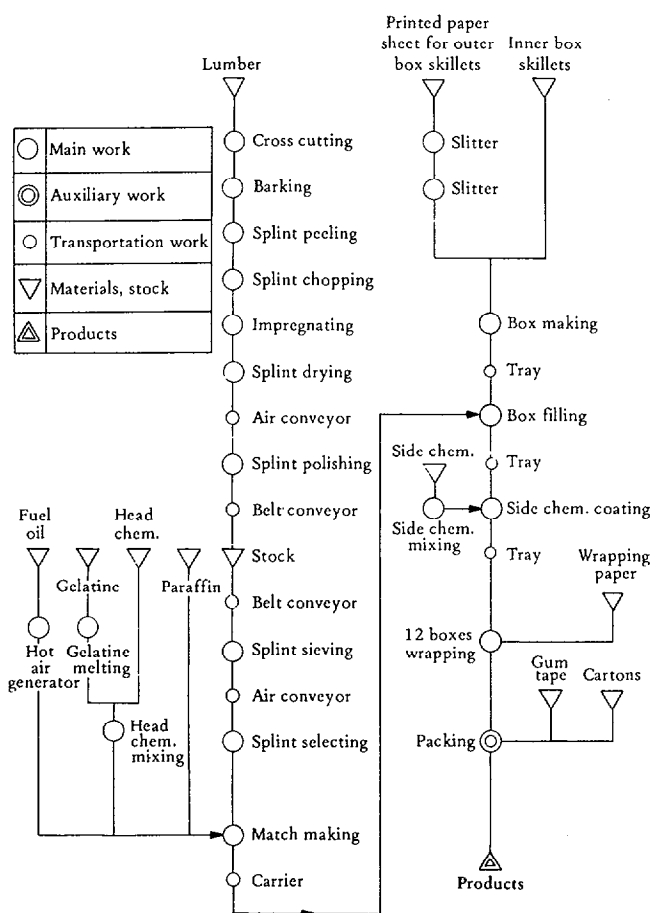 Printed paper
sheet for outer
box skillets
Inner box
skillets
Lumber
Main work
Auxiliary work
Transportation work
Materials, stock
Products
Cross cutting
Barking
Splint peeling
Splint chopping
Impregnating
Splint drying
Air conveyor
Splint polishing
Belt conveyor
Stock
Belt conveyor
Splint sieving
Air conveyor
Splint selecting
Match making
Carrier
Fuel
oil
Gelatine
Head
chem.
Paraffin
Hot
air
generator
Gelatine
melting
Head
chem.
mixing
Slitter
Slitter
Box making
Tray
Box filling
Side chem.
Tray
Side chem.
mixing
Side chem. coating
Tray
Wrapping
paper
12 boxes
wrapping
Gum
tape
Cartons
Packing
Products